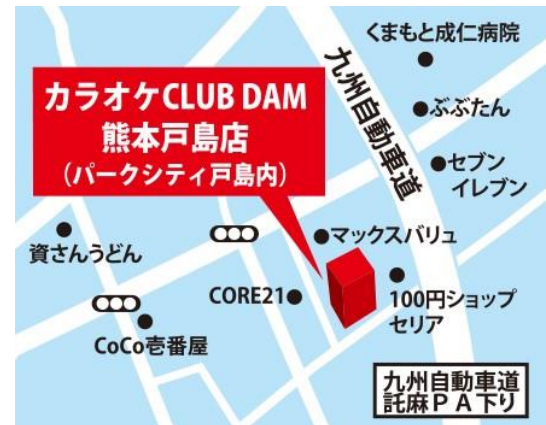 くまもと成仁病院
カラオケCLUB DAM
熊本戸島店
(パークシティ戸島内)
九州自動車道
ぶぶたん
セブン
イレブン
マックスバリュ
資さんうどん
CORE21
100円ショップ
セリア
CoCo壱番屋
九州自動車道
託麻PA下り